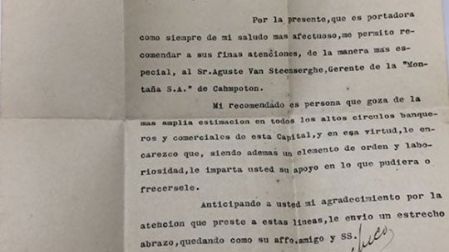 Por la presente,que es portadora
como siempre de mi saludo mas afectuoso,me permito re-
comendar a sus finas atenciones, de la manera mas es-
pecial, al Sr.Aguste Van Steenserghe,Gerente de la "Mon-
taña S.A." de Cahmpoton.
Mi recomendado es persona que goza de la
mas amplia estimacion en todos los altos circulos banque-
ros y comerciales de esta Capital,y en esa virtud,le en-
carezco que, siendo ademas un elemento de orden y labo-
riosidad,le imparta usted su apoyo en lo que pudiera o
frecersele.
Anticipando a usted mi agradecimiento por la
atencion que preste a estas lineas,le envio un estrecho
abrazo,quedando como su affo.amigo y SS.